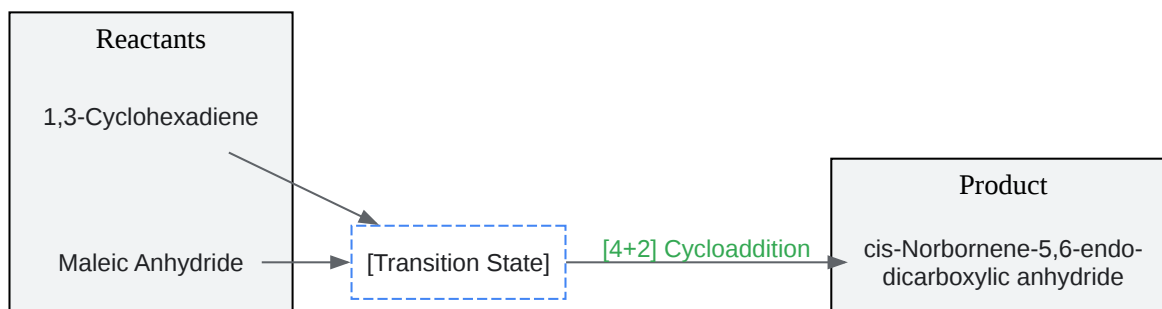 Reactants
1,3-Cyclohexadiene
Maleic Anhydride
[Transition State]
[4+2] Cycloaddition
Product
cis-Norbornene-5,6-endo-
dicarboxylic anhydride